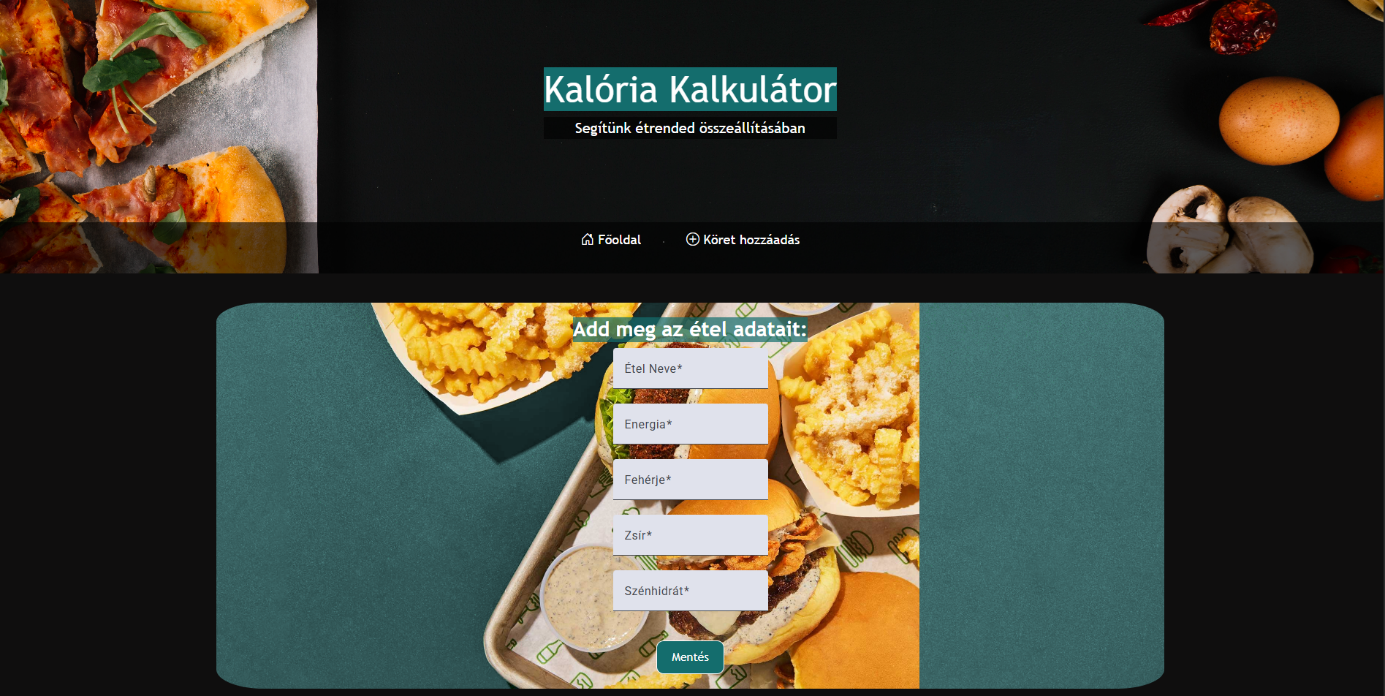 Kalória Kalkulátor
Segítünk étrended összeállításában
Főoldal
Köret hozzáadás
Add meg az étel adatait:
Étel Neve*
Energia*
Fehérje*
Zsír*
Szénhidrát*
Mentés